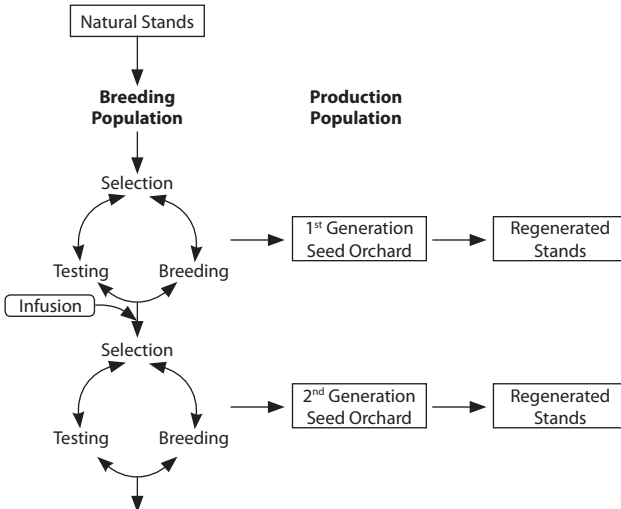 Natural Stands
Breeding
Population
Production
Population
Selection
Testing
Breeding
1st Generation
Seed Orchard
Regenerated
Stands
Infusion
Selection
Testing
Breeding
2nd Generation
Seed Orchard
Regenerated
Stands